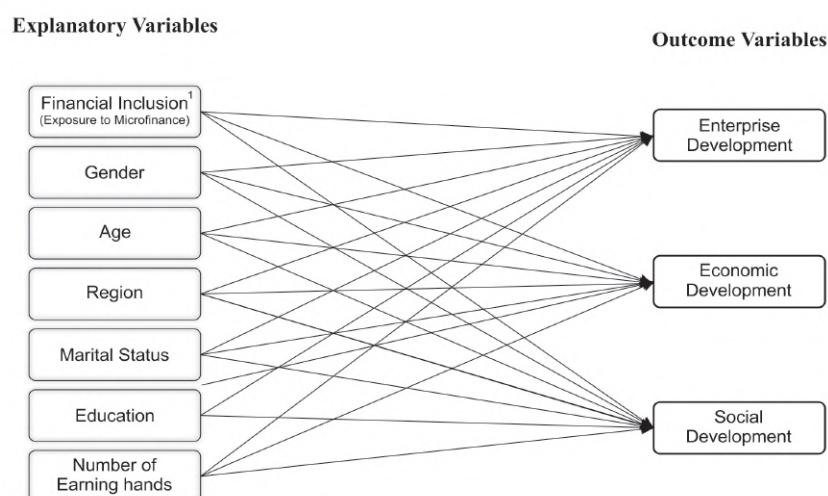 Explanatory Variables
Outcome Variables
Financial Inclusion¹
(Exposure to Microfinance)
Gender
Age
Region
Marital Status
Education
Number of
Earning hands
Enterprise
Development
Economic
Development
Social
Development